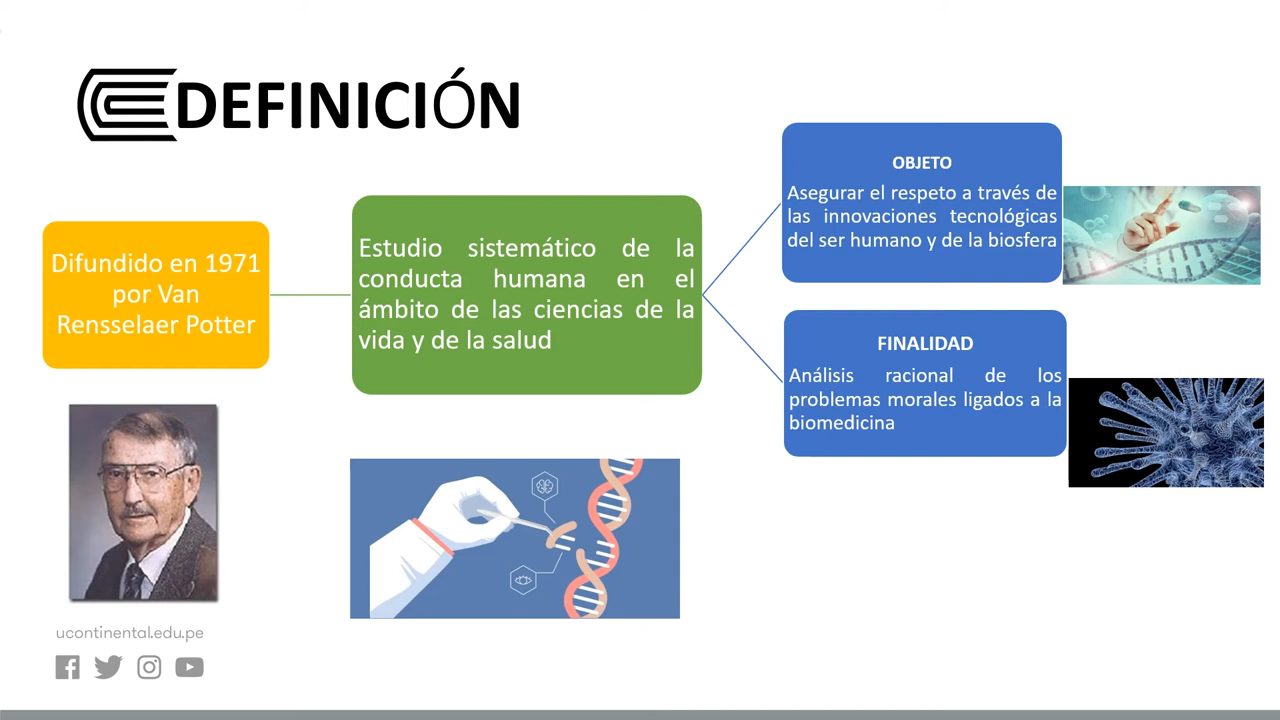 DEFINICIÓN
Difundido en 1971
por Van
Rensselaer Potter
Estudio sistemático de la
conducta humana en el
ámbito de las ciencias de la
vida y de la salud
OBJETO
Asegurar el respeto a través de
las innovaciones tecnológicas
del ser humano y de la biosfera
FINALIDAD
Análisis racional de los
problemas morales ligados a la
biomedicina
ucontinental.edu.pe